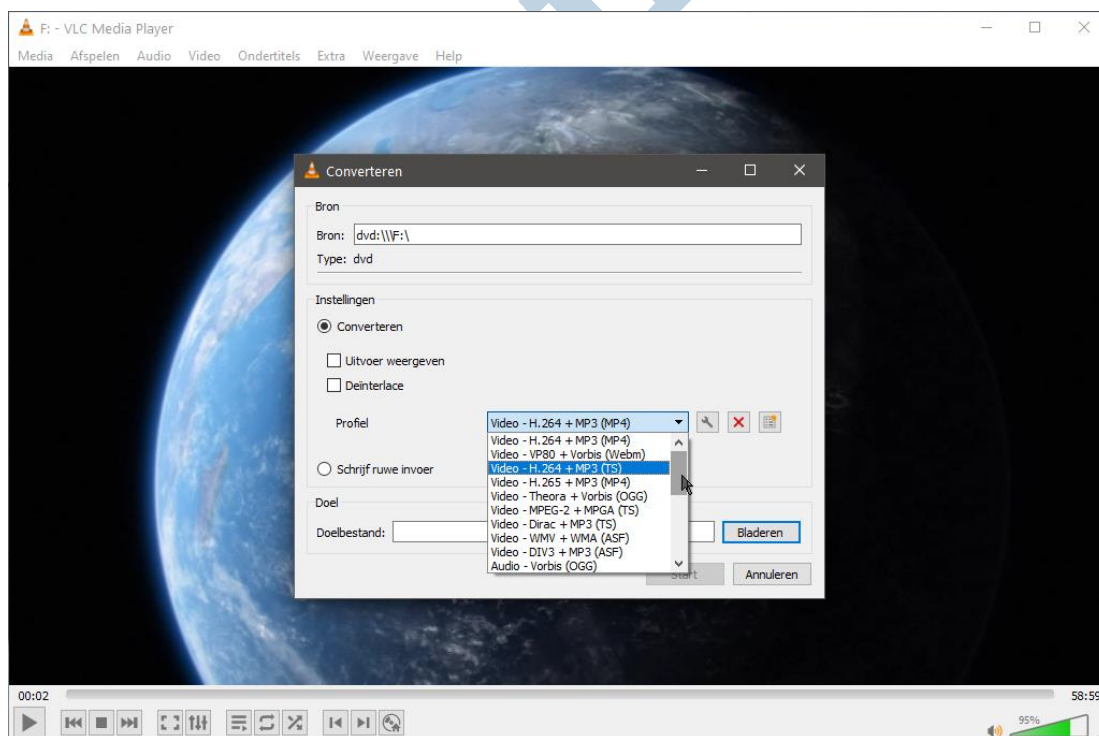 F: - VLC Media Player
Media Afspelen Audio Video Ondertitels Extra Weergave Help
Converteren
Bron
Bron: dvd:\\\F:\
Type: dvd
Instellingen
Converteren
Uitvoer weergeven
Deïnterlace
Profiel Video - H.264 + MP3 (MP4)
Video - H.264 + MP3 (MP4)
Video - VP80 + Vorbis (Webm)
Video - H.264 + MP3 (TS)
Schrijf ruwe invoer
Video - H.265 + MP3 (MP4)
Video - Theora + Vorbis (OGG)
Doel
Video - MPEG-2 + MPGA (TS)
Video - Dirac + MP3 (TS)
Doelbestand: Video - WMV + WMA (ASF) Bladeren
Video - DIV3 + MP3 (ASF)
Audio - Vorbis (OGG)
Start Annuleren
00:02 58:59
95%